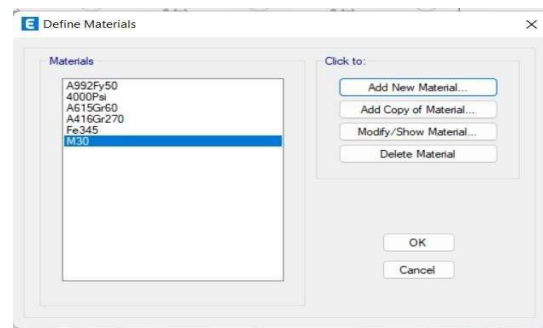 E Define Materials
Materials
A992Fy50
4000Psi
A615Gr60
A416Gr270
Fe345
M30
Click to:
Add New Material...
Add Copy of Material...
Modify/Show Material...
Delete Material
OK
Cancel